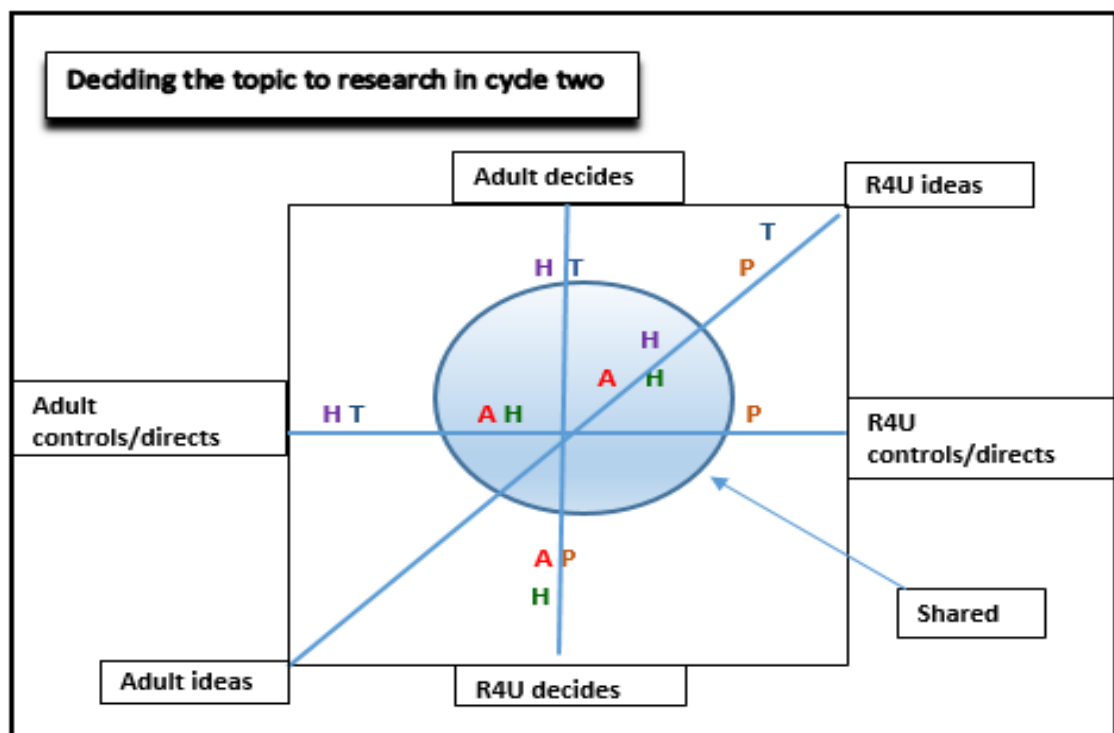 Deciding the topic to research in cycle two
Adult decides
R4U ideas
T
H T
P
H
A H
Adult
controls/directs
H T
A H
P
R4U
controls/directs
A P
H
Shared
Adult ideas
R4U decides